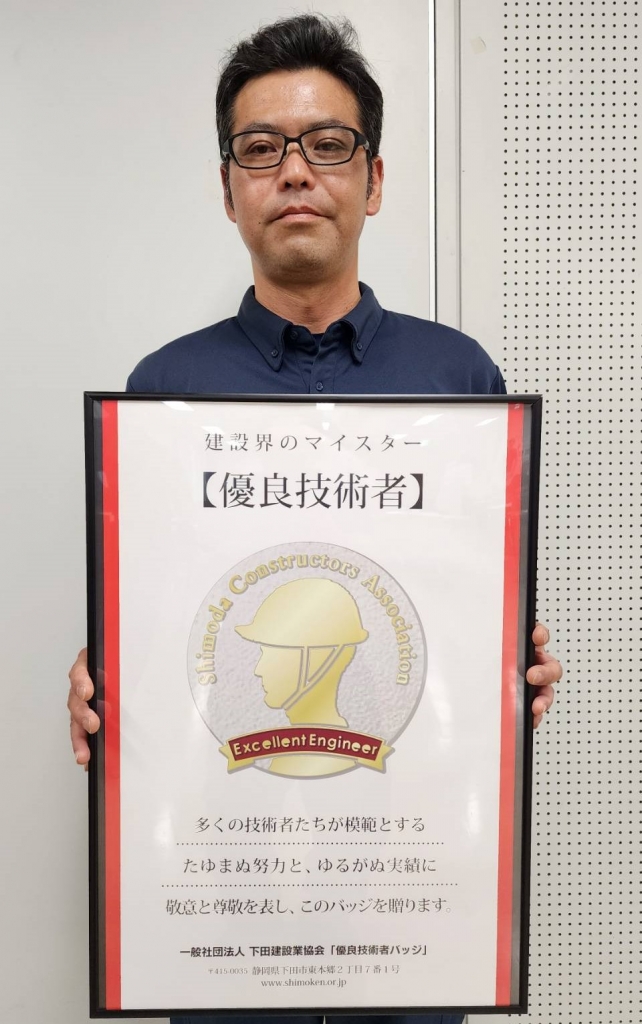 建設界のマイスター
【優良技術者】
Shimoda Constructors Association
Excellent Engineer
多くの技術者たちが模範とする
たゆまぬ努力と、ゆるがぬ実績に
敬意と尊敬を表し、このバッジを贈ります。
一般社団法人 下田建設業協会「優良技術者バッジ」
〒415-0035 静岡県下田市東本郷２丁目７番１号
www.shimoken.or.jp